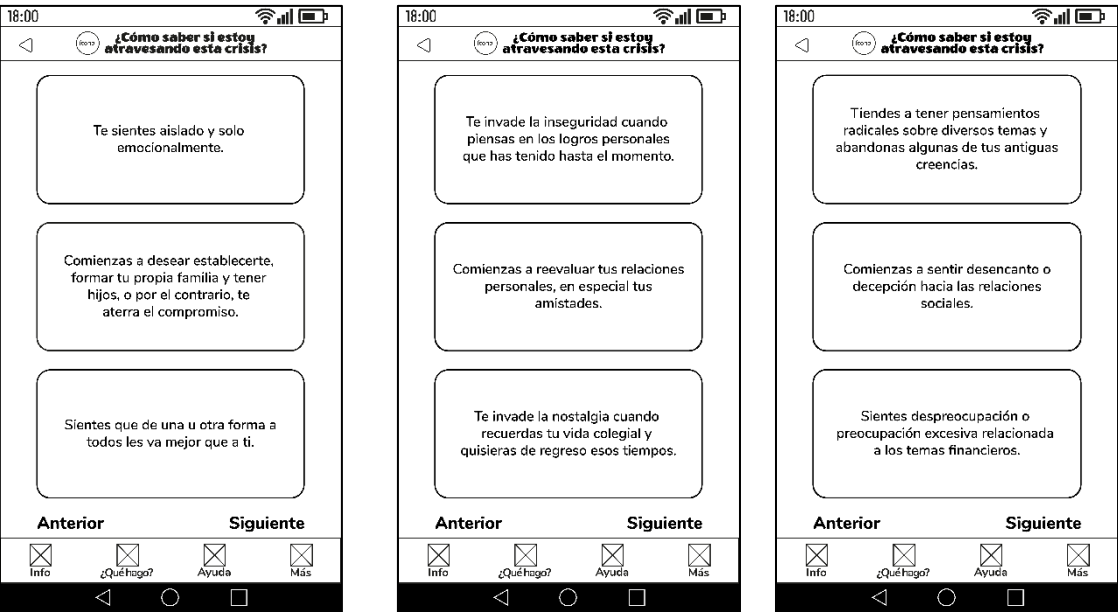 18:00
Ícono
¿Cómo saber si estoy
atravesando esta crisis?
Te sientes aislado y solo
emocionalmente.
Comienzas a desear establecerte,
formar tu propia familia y tener
hijos, o por el contrario, te
aterra el compromiso.
Sientes que de una u otra forma a
todos les va mejor que a ti.
Anterior Siguiente
Info ¿Qué hago? Ayuda Más
18:00
Ícono
¿Cómo saber si estoy
atravesando esta crisis?
Te invade la inseguridad cuando
piensas en los logros personales
que has tenido hasta el momento.
Comienzas a reevaluar tus relaciones
personales, en especial tus
amistades.
Te invade la nostalgia cuando
recuerdas tu vida colegial y
quisieras de regreso esos tiempos.
Anterior Siguiente
Info ¿Qué hago? Ayuda Más
18:00
Ícono
¿Cómo saber si estoy
atravesando esta crisis?
Tiendes a tener pensamientos
radicales sobre diversos temas y
abandonas algunas de tus antiguas
creencias.
Comienzas a sentir desencanto o
decepción hacia las relaciones
sociales.
Sientes despreocupación o
preocupación excesiva relacionada
a los temas financieros.
Anterior Siguiente
Info ¿Qué hago? Ayuda Más